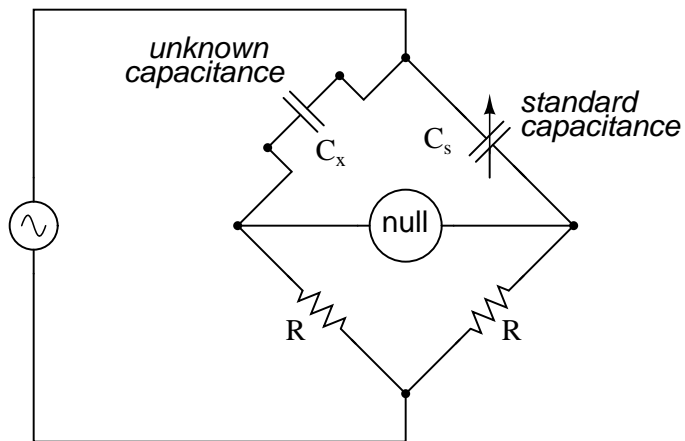 unknown
capacitance
standard
capacitance
Cx
Cs
null
R
R